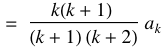 = k(k + 1) / (k + 1) (k + 2) a_k